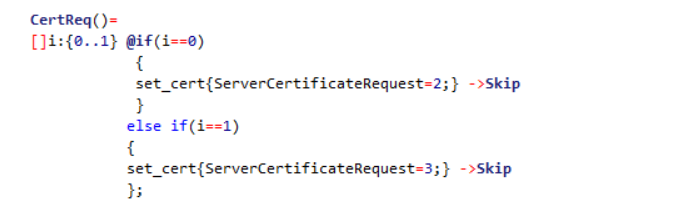 CertReq()=
[]i:{0..1} @if(i==0)
{
set_cert{ServerCertificateRequest=2;} ->Skip
}
else if(i==1)
{
set_cert{ServerCertificateRequest=3;} ->Skip
};